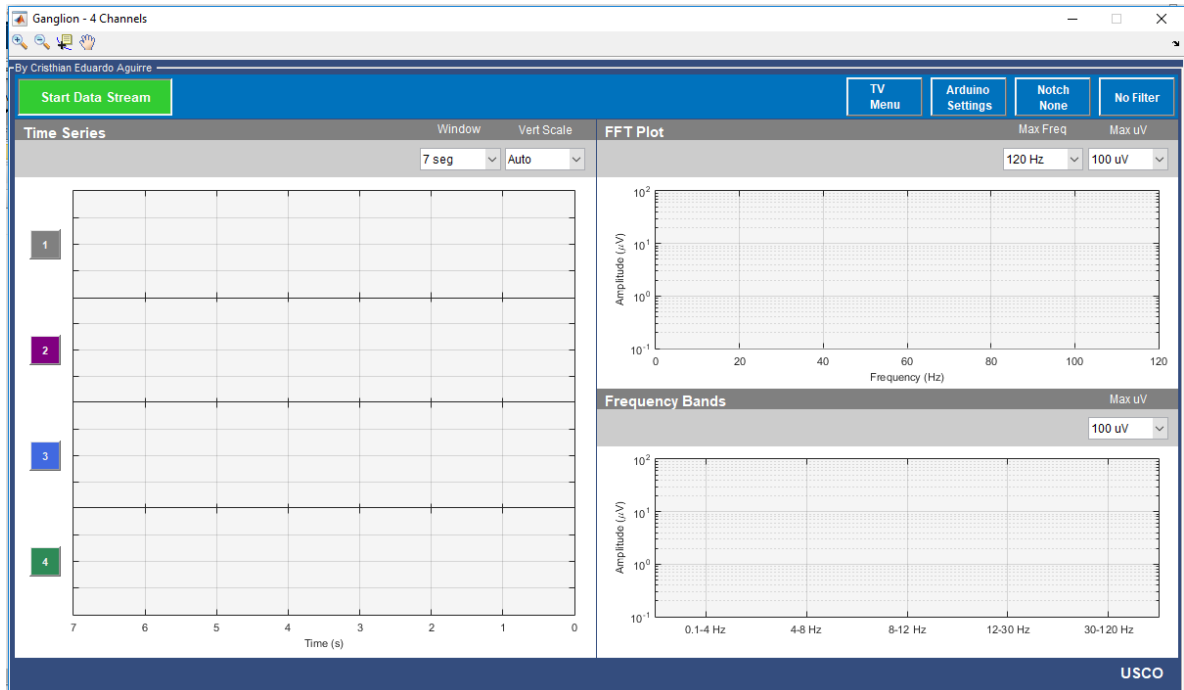 Ganglion - 4 Channels
By Cristhian Eduardo Aguirre
Start Data Stream
TV
Menu
Arduino
Settings
Notch
None
No Filter
Time Series
Window
Vert Scale
7 seg
Auto
1
2
3
4
7 6 5 4 3 2 1 0
Time (s)
FFT Plot
Max Freq
Max uV
120 Hz
100 uV
10²
10¹
10⁰
10⁻¹
Amplitude (μV)
0 20 40 60 80 100 120
Frequency (Hz)
Frequency Bands
Max uV
100 uV
10²
10¹
10⁰
10⁻¹
Amplitude (μV)
0.1-4 Hz 4-8 Hz 8-12 Hz 12-30 Hz 30-120 Hz
USCO